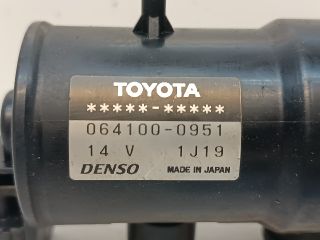 TOYOTA
*****-*****
064100-0951
14 V 1J19
DENSO MADE IN JAPAN